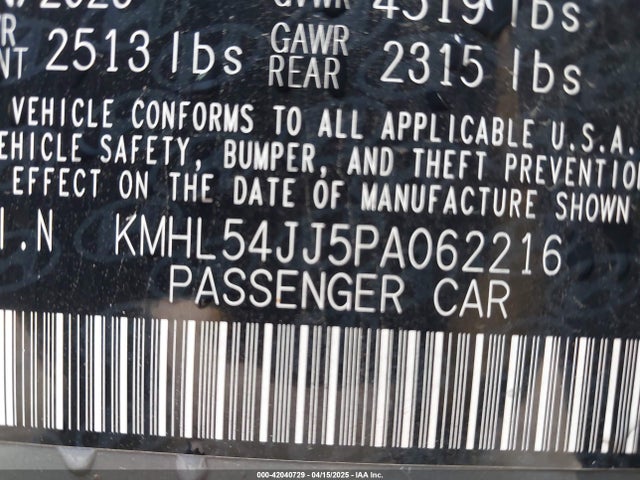 GVWR 4519 lbs
2513 lbs GAWR REAR 2315 lbs
VEHICLE CONFORMS TO ALL APPLICABLE U.S.A.
VEHICLE SAFETY, BUMPER, AND THEFT PREVENTION
EFFECT ON THE DATE OF MANUFACTURE SHOWN
I.N KMHL54JJ5PA062216
PASSENGER CAR
000-42040729 - 04/15/2025 - IAA Inc.